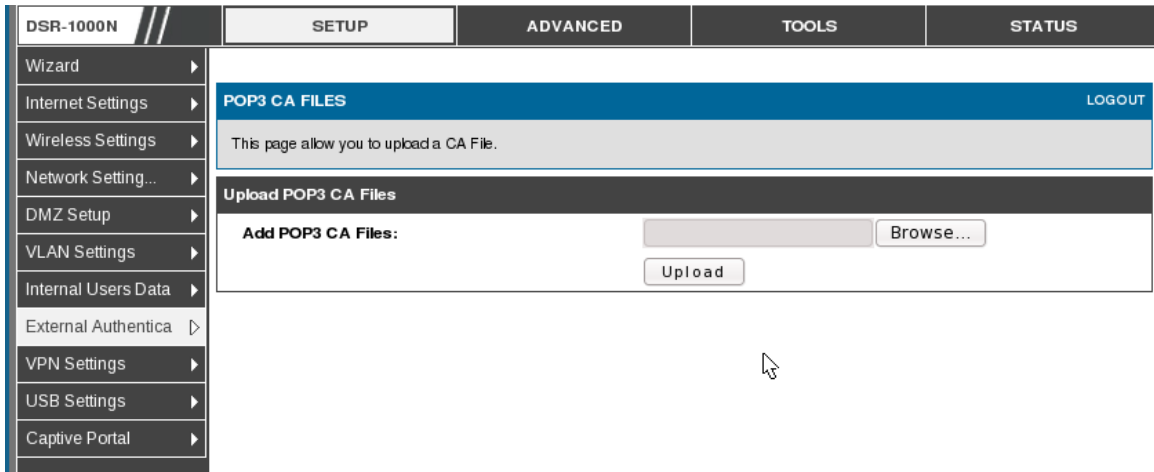 DSR-1000N
SETUP
ADVANCED
TOOLS
STATUS
Wizard
Internet Settings
Wireless Settings
Network Setting...
DMZ Setup
VLAN Settings
Internal Users Data
External Authentica
VPN Settings
USB Settings
Captive Portal
POP3 CA FILES
LOGOUT
This page allow you to upload a CA File.
Upload POP3 CA Files
Add POP3 CA Files:
Browse...
Upload